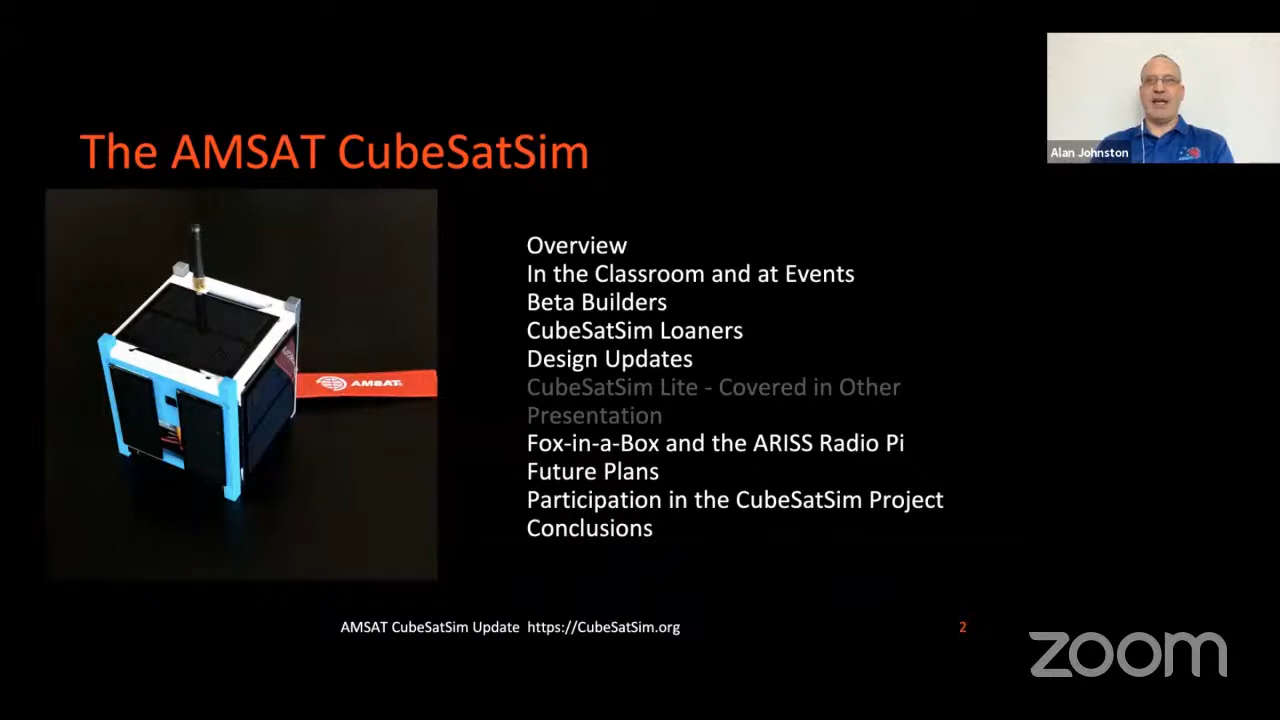 The AMSAT CubeSatSim
Alan Johnston
Overview
In the Classroom and at Events
Beta Builders
CubeSatSim Loaners
Design Updates
CubeSatSim Lite - Covered in Other
Presentation
Fox-in-a-Box and the ARISS Radio Pi
Future Plans
Participation in the CubeSatSim Project
Conclusions
AMSAT
AMSAT CubeSatSim Update https://CubeSatSim.org
2
zoom